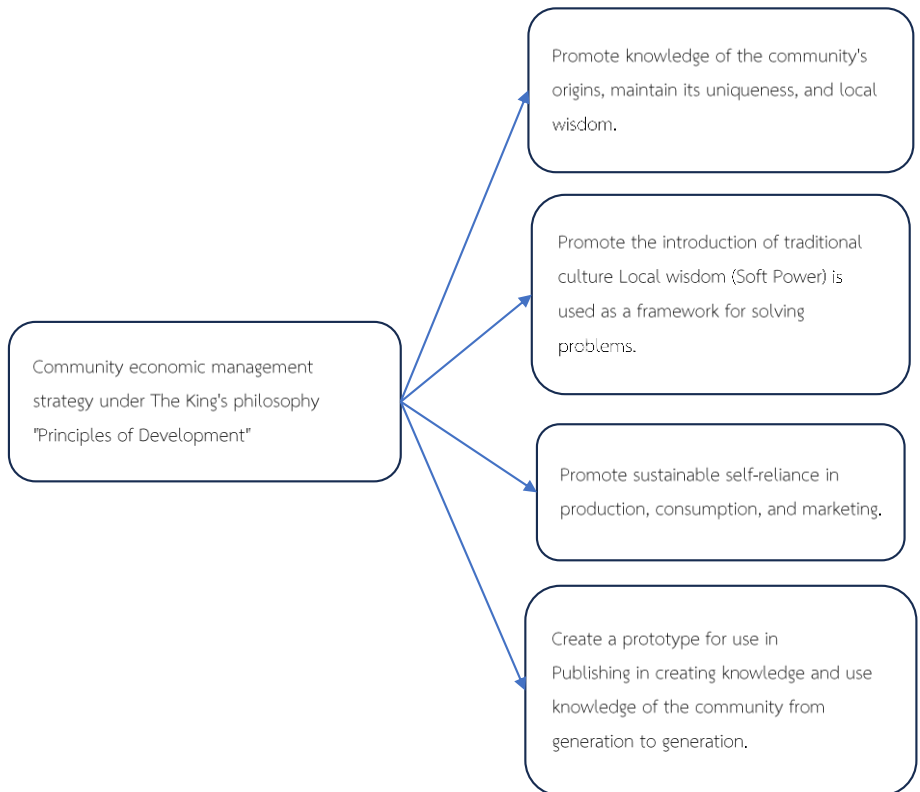 Promote knowledge of the community's
origins, maintain its uniqueness, and local
wisdom.
Promote the introduction of traditional
culture Local wisdom (Soft Power) is
used as a framework for solving
problems.
Community economic management
strategy under The King's philosophy
"Principles of Development"
Promote sustainable self-reliance in
production, consumption, and marketing.
Create a prototype for use in
Publishing in creating knowledge and use
knowledge of the community from
generation to generation.